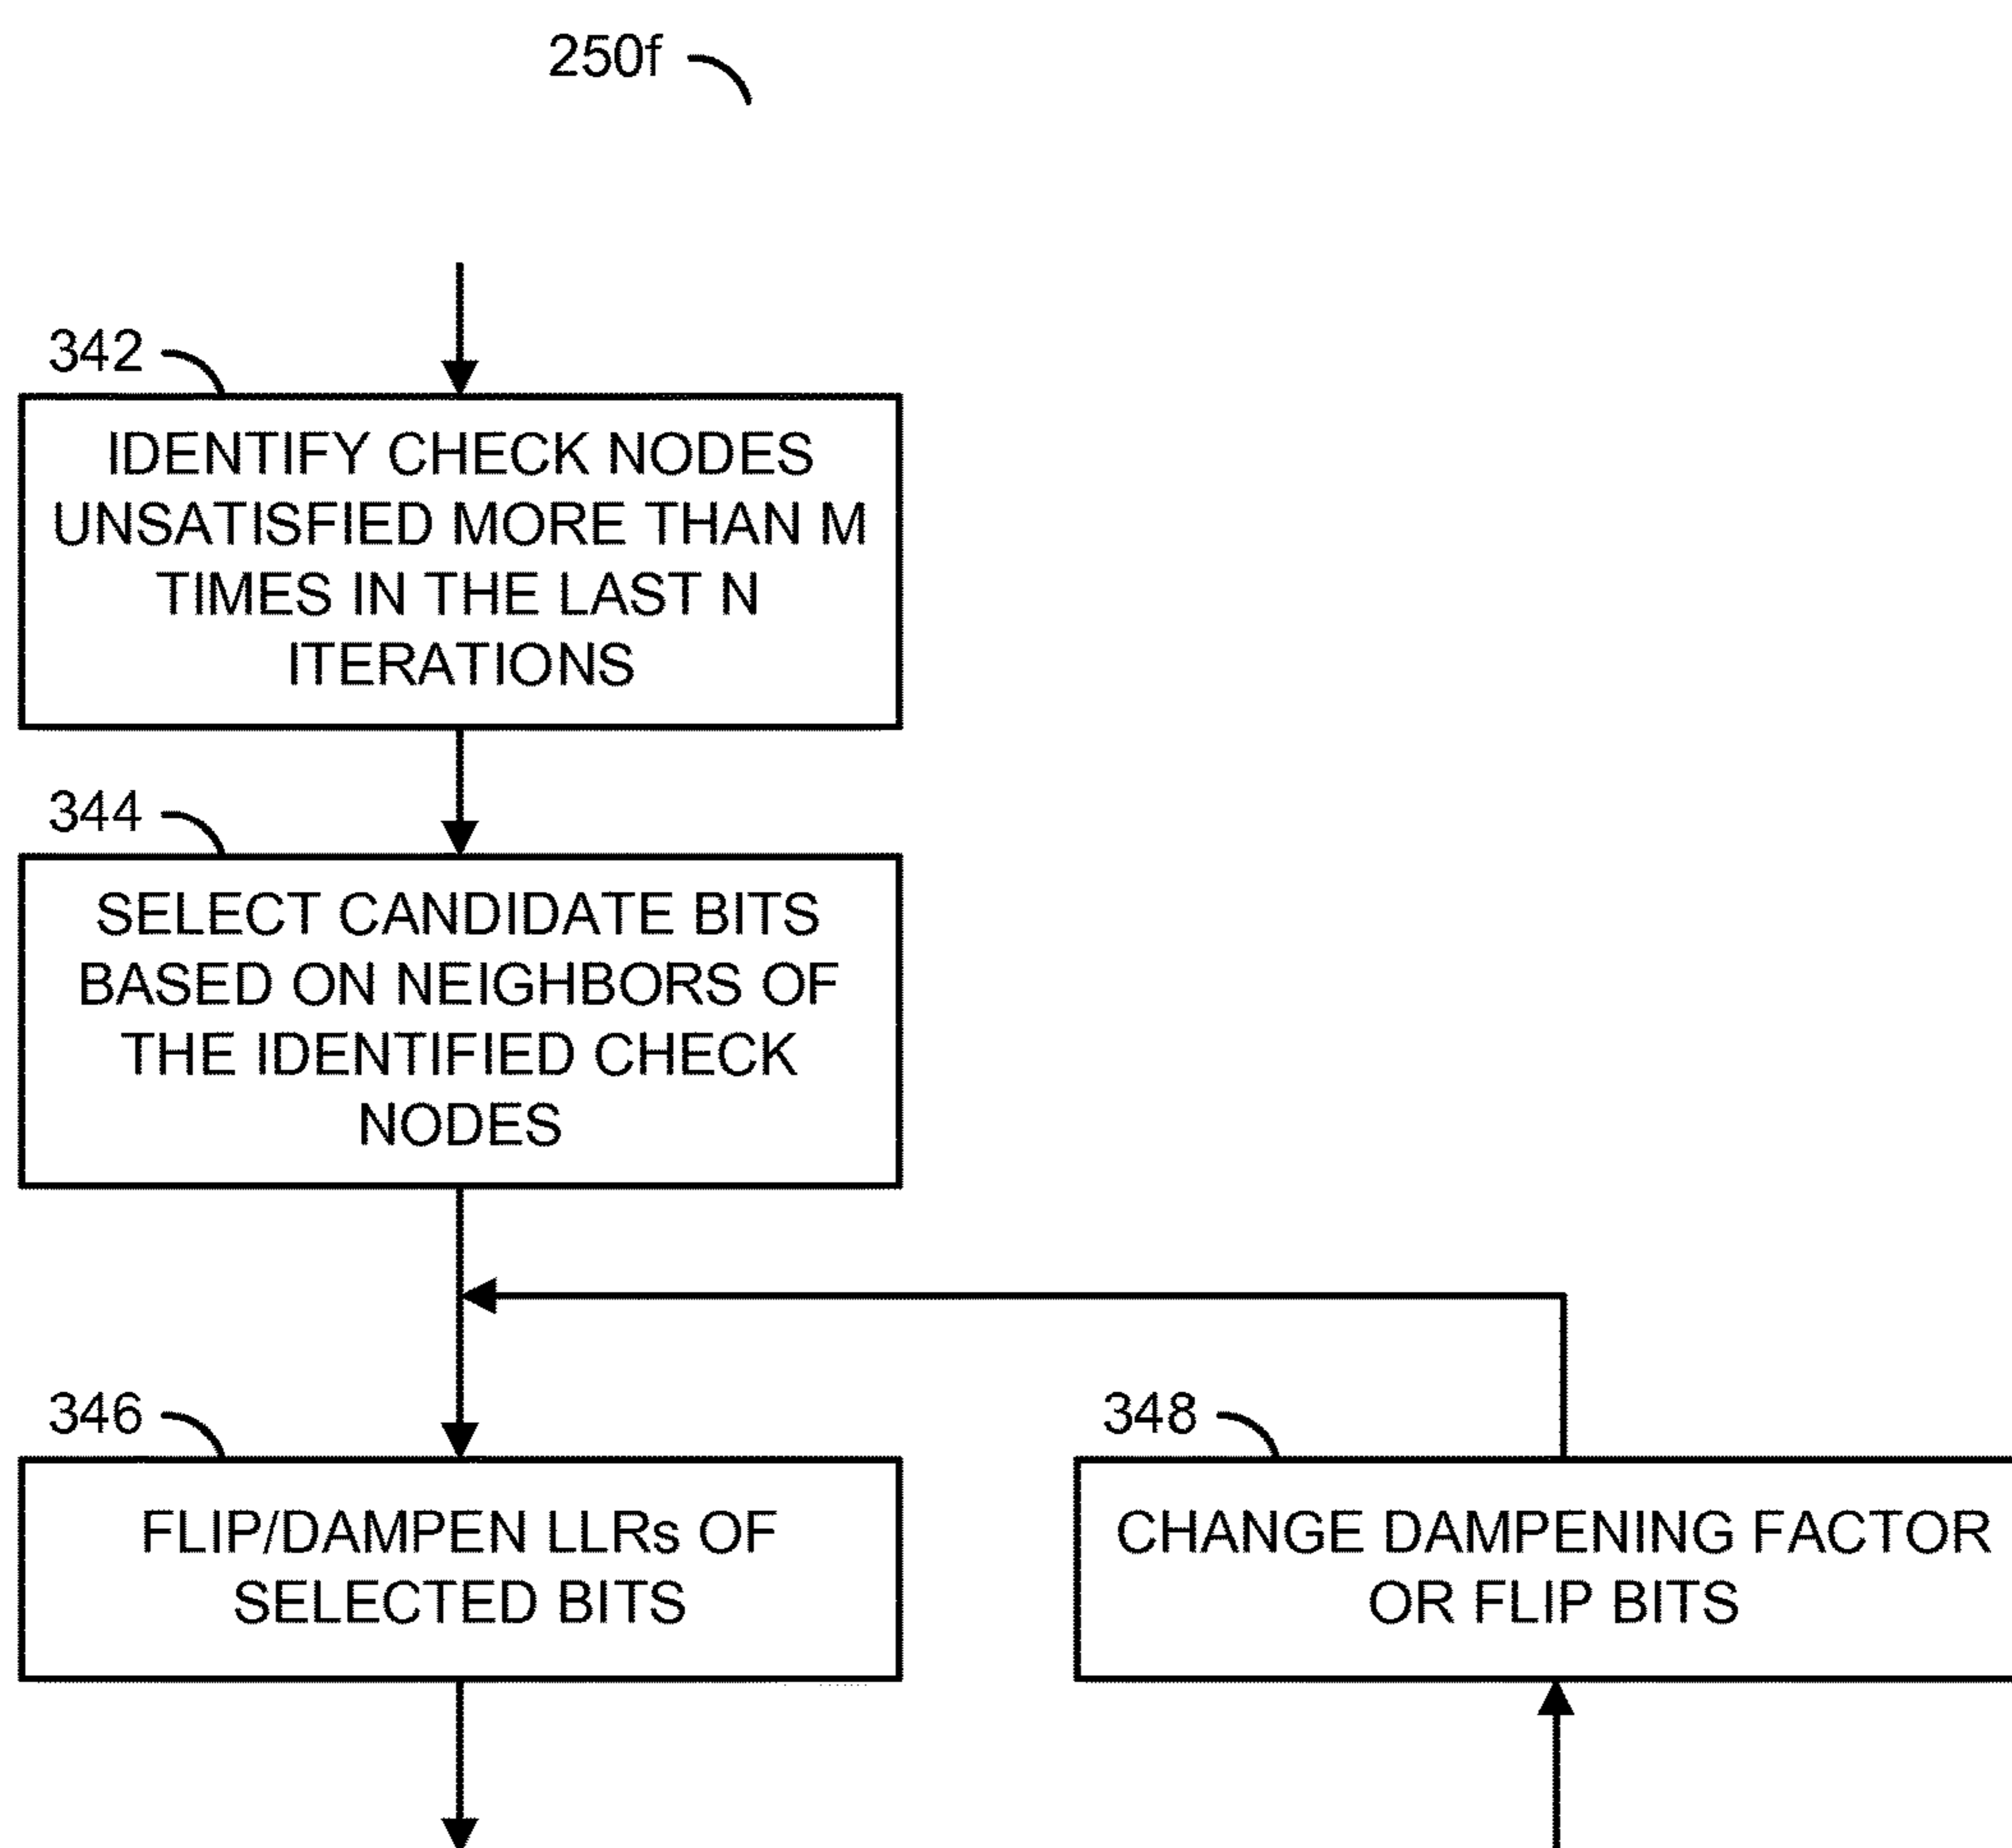 250f
342
IDENTIFY CHECK NODES
UNSATISFIED MORE THAN M
TIMES IN THE LAST N
ITERATIONS
344
SELECT CANDIDATE BITS
BASED ON NEIGHBORS OF
THE IDENTIFIED CHECK
NODES
346
FLIP/DAMPEN LLRs OF
SELECTED BITS
348
CHANGE DAMPENING FACTOR
OR FLIP BITS